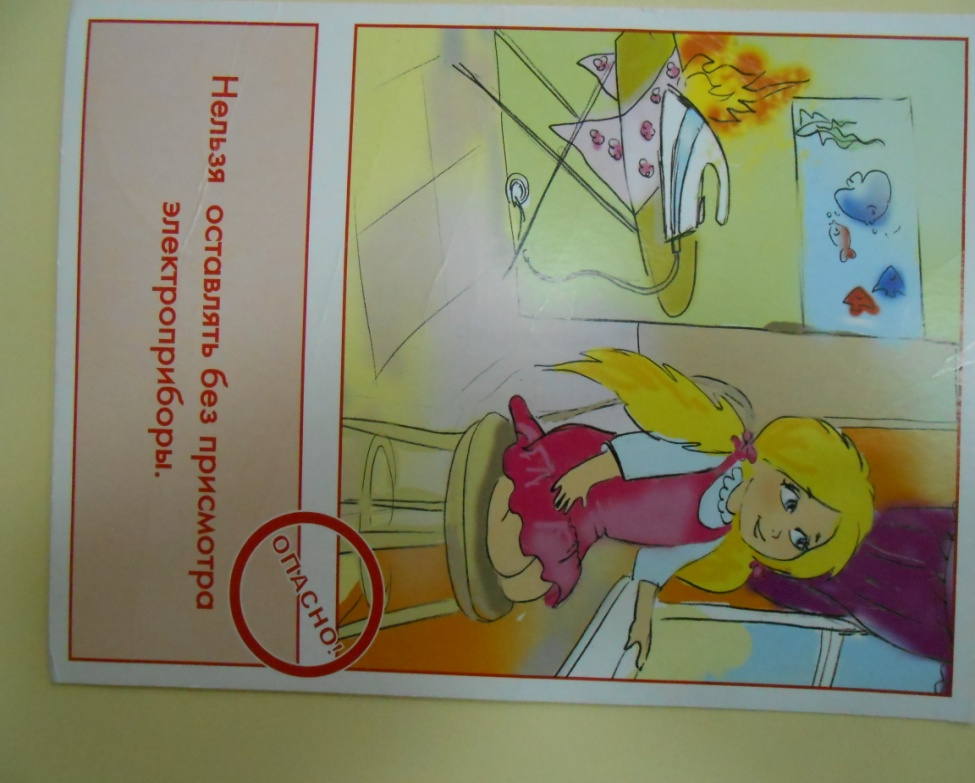 Нельзя оставлять без присмотра
электроприборы.
ОПАСНО!